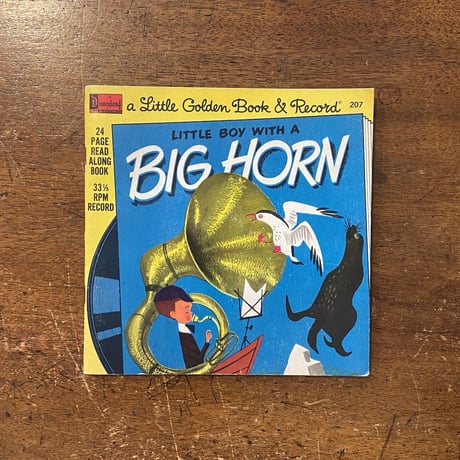 Disneyland
a Little Golden Book & Record® 207
24
PAGE
READ
ALONG
BOOK
33⅓
RPM
RECORD
LITTLE BOY WITH A
BIG HORN